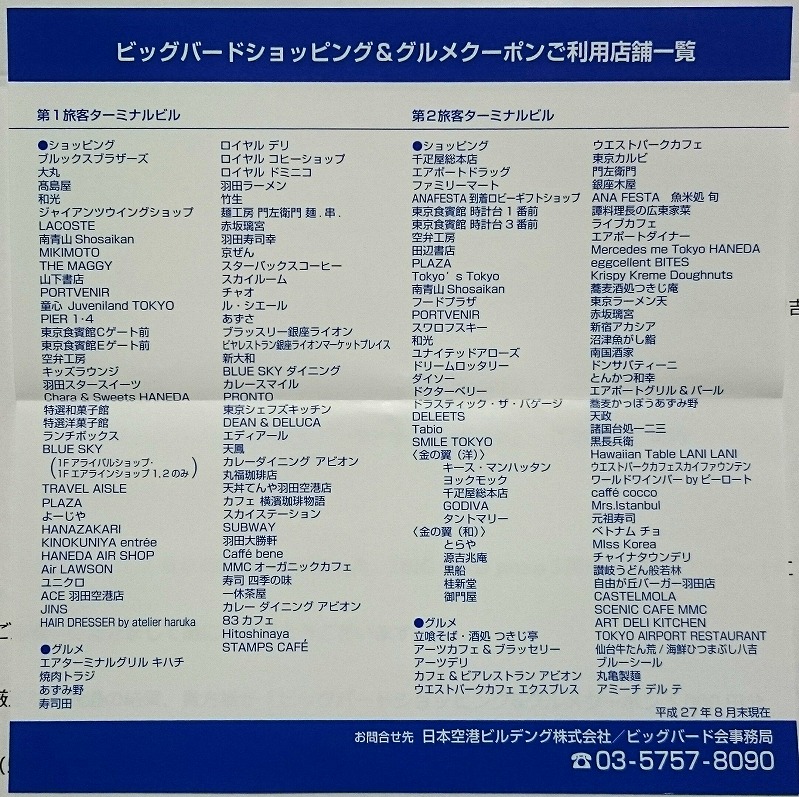 ビッグバードショッピング&グルメクーポンご利用店舗一覧
第1旅客ターミナルビル
●ショッピング
ブルックスブラザーズ
大丸
髙島屋
和光
ジャイアンツウイングショップ
LACOSTE
南青山 Shosaikan
MIKIMOTO
THE MAGGY
山下書店
PORTVENIR
童心 Juveniland TOKYO
PIER 1・4
東京食賓館Cゲート前
東京食賓館Eゲート前
空弁工房
キッズラウンジ
羽田スタースイーツ
Chara & Sweets HANEDA
特選和菓子館
特選洋菓子館
ランチボックス
BLUE SKY
(1F アライバルショップ・
1F エアラインショップ 1, 2 のみ)
TRAVEL AISLE
PLAZA
よーじや
HANAZAKARI
KINOKUNIYA entrée
HANEDA AIR SHOP
Air LAWSON
ユニクロ
ACE 羽田空港店
JINS
HAIR DRESSER by atelier haruka
●グルメ
エアターミナルグリル キハチ
焼肉トラジ
あずみ野
寿司田
ロイヤル デリ
ロイヤル コヒーショップ
ロイヤル ドミニコ
羽田ラーメン
竹生
麺工房 門左衛門 麺 . 串 .
赤坂璃宮
羽田寿司幸
京ぜん
スターバックスコーヒー
スカイルーム
チャオ
ル・シエール
あずさ
ブラッスリー銀座ライオン
ビヤレストラン銀座ライオンマーケットプレイス
新大和
BLUE SKY ダイニング
カレースマイル
PRONTO
東京シェフズキッチン
DEAN & DELUCA
エディアール
天鳳
カレーダイニング アビオン
丸福珈琲店
天丼てんや羽田空港店
カフェ 横濱珈琲物語
スカイステーション
SUBWAY
羽田大勝軒
Caffé bene
MMC オーガニックカフェ
寿司 四季の味
一休茶屋
カレー ダイニング アビオン
83 カフェ
Hitoshinaya
STAMPS CAFÉ
第2旅客ターミナルビル
●ショッピング
千疋屋総本店
エアポートドラッグ
ファミリーマート
ANAFESTA 到着ロビーギフトショップ
東京食賓館 時計台 1 番前
東京食賓館 時計台 3 番前
空弁工房
田辺書店
PLAZA
Tokyo's Tokyo
南青山 Shosaikan
フードプラザ
PORTVENIR
スワロフスキー
和光
ユナイテッドアローズ
ドリームロッタリー
ダイソー
ドクターベリー
ドラスティック・ザ・バゲージ
DELEETS
Tabio
SMILE TOKYO
〈金の翼（洋）〉
キース・マンハッタン
ヨックモック
千疋屋総本店
GODIVA
タントマリー
〈金の翼（和）〉
とらや
源吉兆庵
黒船
桂新堂
御門屋
●グルメ
立喰そば・酒処 つきじ亭
アーツカフェ & ブラッセリー
アーツデリ
カフェ & ビアレストラン アビオン
ウエストパークカフェ エクスプレス
ウエストパークカフェ
東京カルビ
門左衛門
銀座木屋
ANA FESTA 魚米処 旬
譚料理長の広東家菜
ライブカフェ
エアポートダイナー
Mercedes me Tokyo HANEDA
eggcellent BITES
Krispy Kreme Doughnuts
蕎麦酒処つきじ庵
東京ラーメン天
赤坂璃宮
新宿アカシア
沼津魚がし鮨
南国酒家
ドンサバティーニ
とんかつ和幸
エアポートグリル & バール
蕎麦かっぽうあずみ野
天政
諸国台処一二三
黒長兵衛
Hawaiian Table LANI LANI
ウエストパークカフェスカイファウンテン
ワールドワインバー by ピーロート
caffé cocco
Mrs.Istanbul
元祖寿司
ベトナム チョ
MIss Korea
チャイナタウンデリ
讃岐うどん般若林
自由が丘バーガー羽田店
CASTELMOLA
SCENIC CAFE MMC
ART DELI KITCHEN
TOKYO AIRPORT RESTAURANT
仙台牛たん荒 / 海鮮ひつまぶし八吉
ブルーシール
丸亀製麺
アミーチ デル テ
平成 27 年 8 月末現在
お問合せ先 日本空港ビルデング株式会社／ビッグバード会事務局
☎03-5757-8090